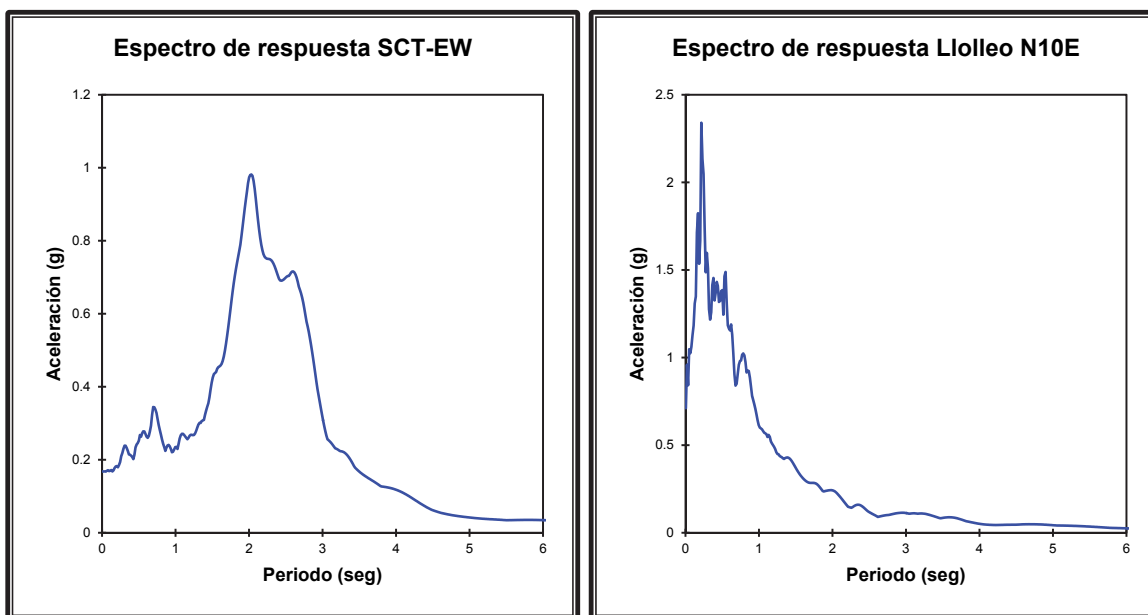 Espectro de respuesta SCT-EW
1.2
1
0.8
0.6
0.4
0.2
0
Aceleración (g)
0 1 2 3 4 5 6
Periodo (seg)
Espectro de respuesta Llolleo N10E
2.5
2
1.5
1
0.5
0
Aceleración (g)
0 1 2 3 4 5 6
Periodo (seg)